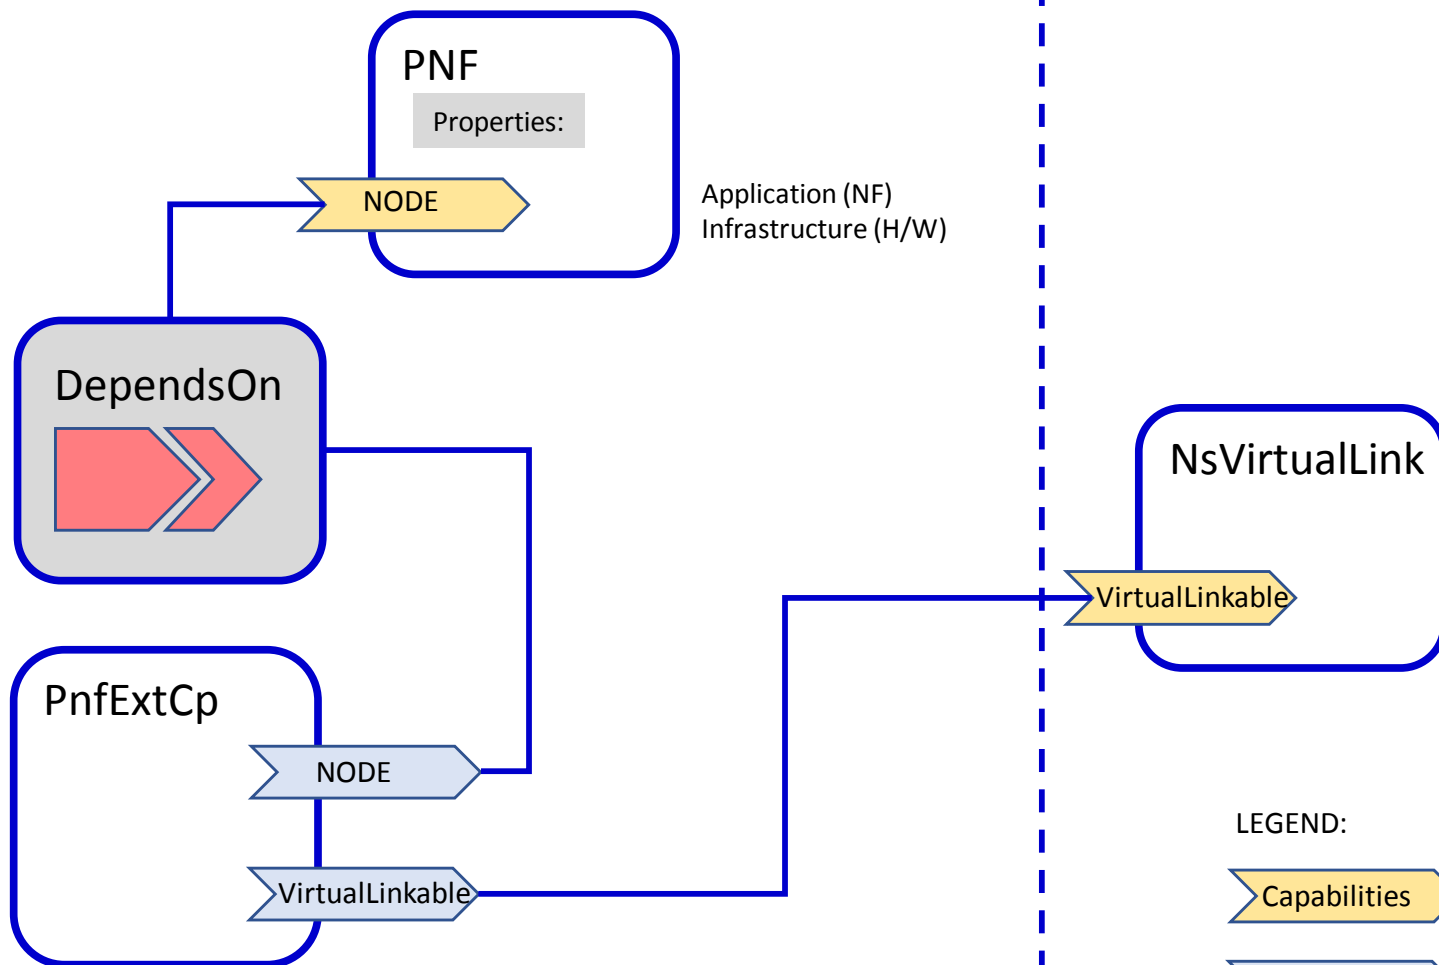 PNF
Properties:
NODE
Application (NF)
Infrastructure (H/W)
DependsOn
NsVirtualLink
VirtualLinkable
PnfExtCp
NODE
VirtualLinkable
LEGEND:
Capabilities